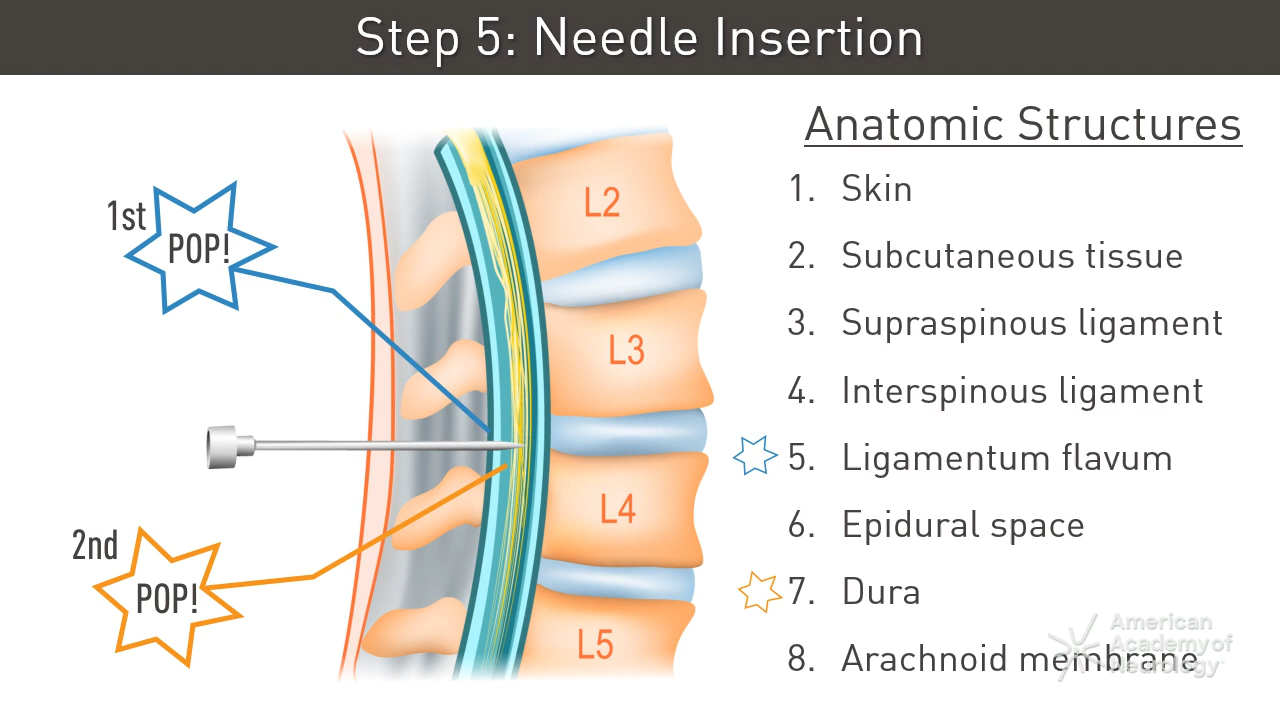 Step 5: Needle Insertion
1st
POP!
2nd
POP!
L2
L3
L4
L5
Anatomic Structures
1. Skin
2. Subcutaneous tissue
3. Supraspinous ligament
4. Interspinous ligament
5. Ligamentum flavum
6. Epidural space
7. Dura
8. Arachnoid membrane
American
Academy of
Neurology